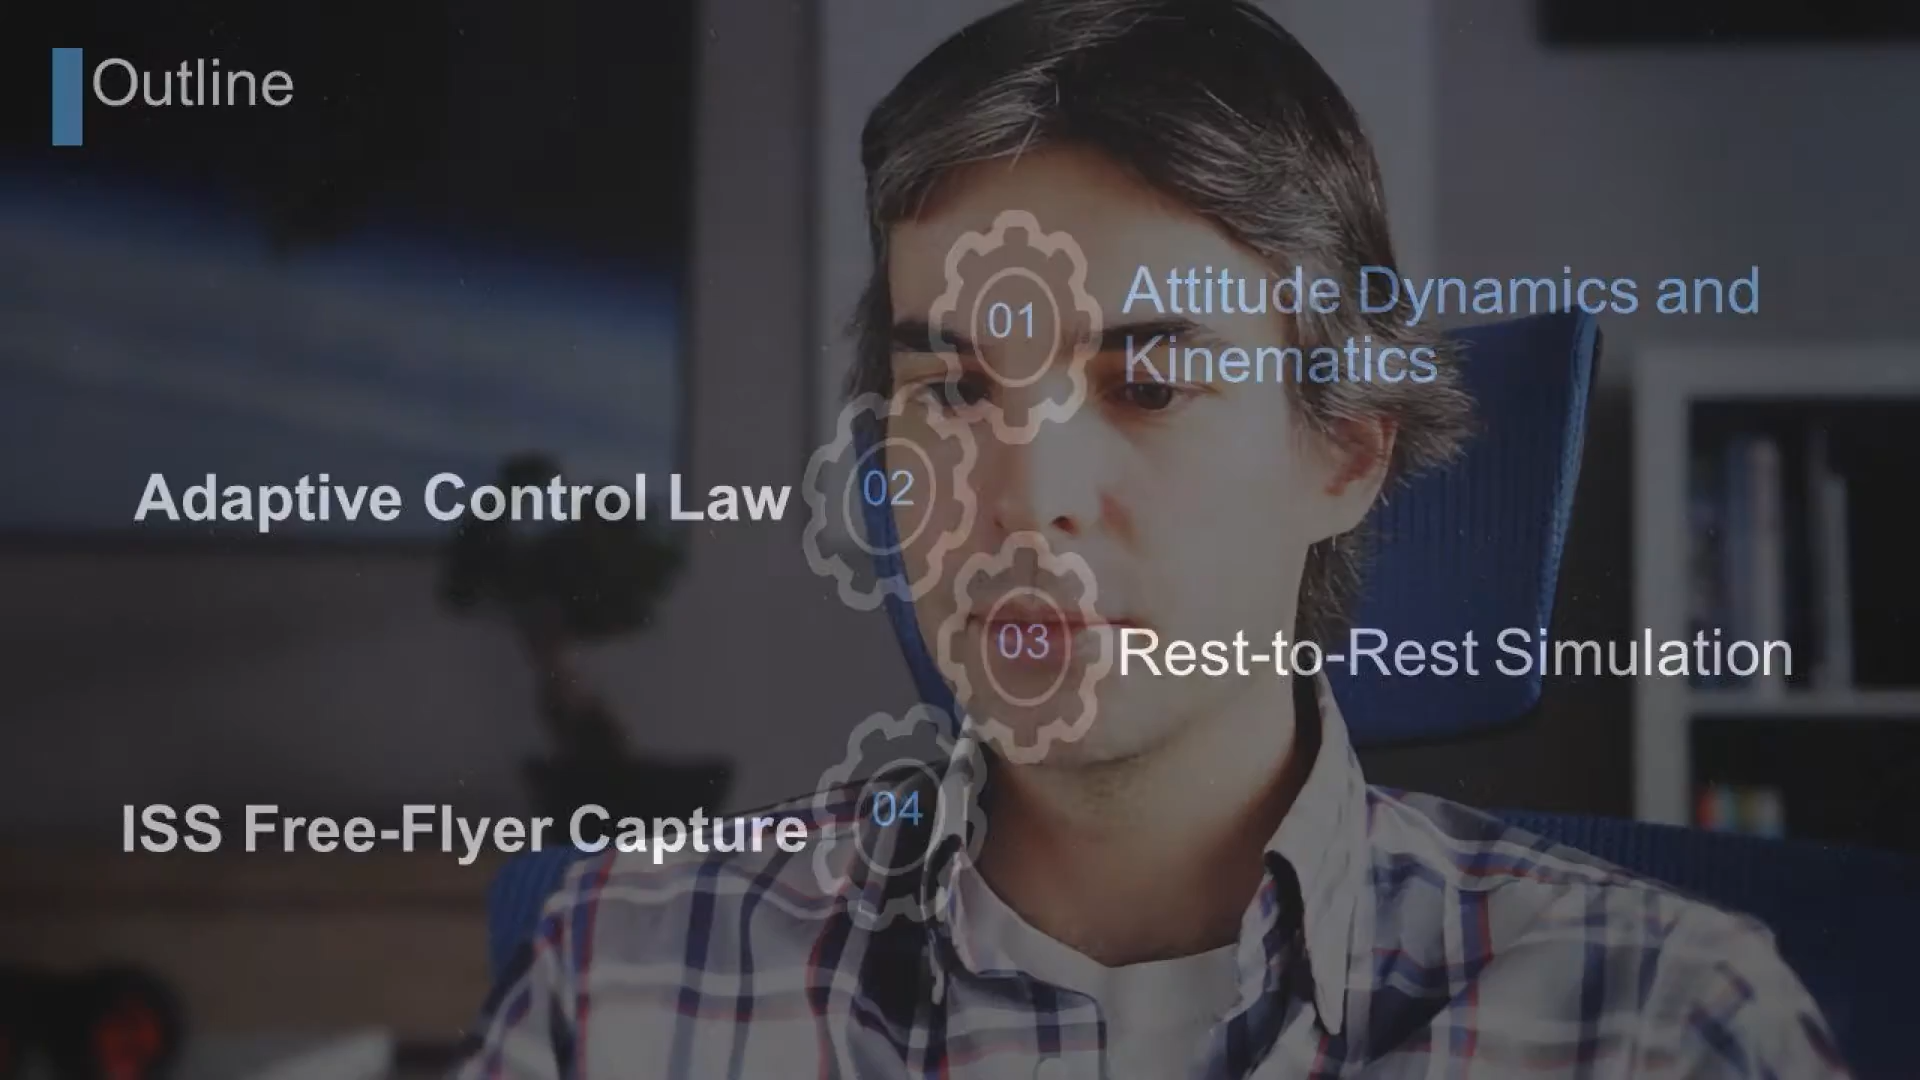 Outline
01
Attitude Dynamics and
Kinematics
02
Adaptive Control Law
03
Rest-to-Rest Simulation
04
ISS Free-Flyer Capture